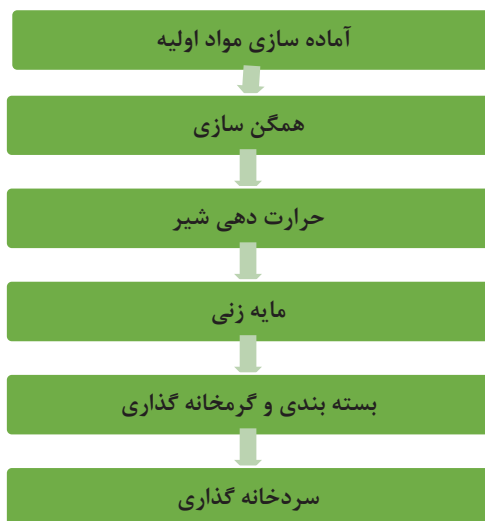 آماده سازی مواد اولیه
همگن سازی
حرارت دهی شیر
مایه زنی
بسته بندی و گرمخانه گذاری
سردخانه گذاری